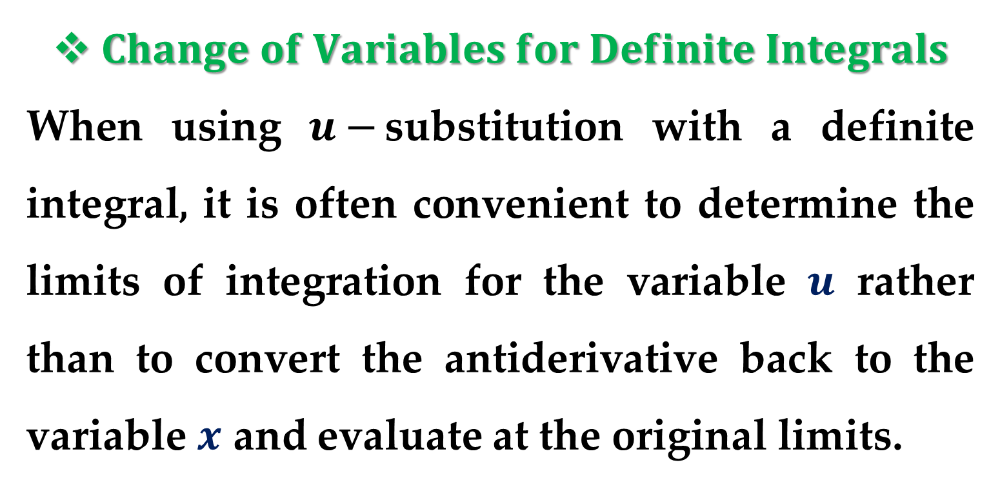 ❖ Change of Variables for Definite Integrals
When using u – substitution with a definite
integral, it is often convenient to determine the
limits of integration for the variable u rather
than to convert the antiderivative back to the
variable x and evaluate at the original limits.